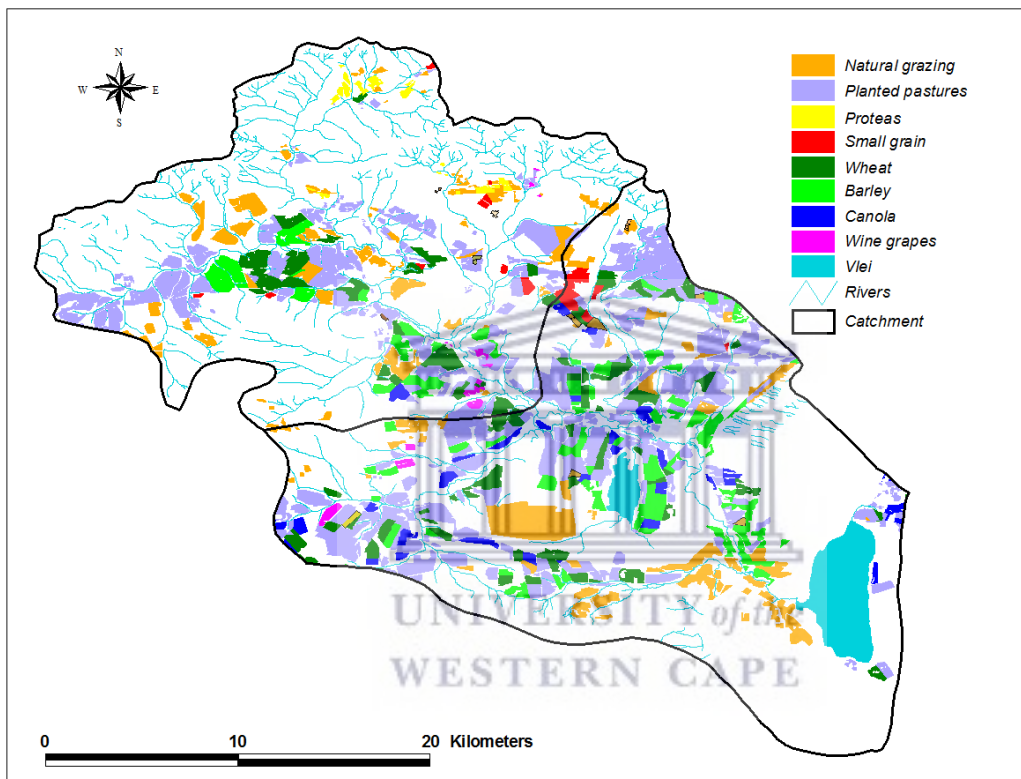 N
W E
S
Natural grazing
Planted pastures
Proteas
Small grain
Wheat
Barley
Canola
Wine grapes
Vlei
Rivers
Catchment
UNIVERSITY of the
WESTERN CAPE
0 10 20 Kilometers